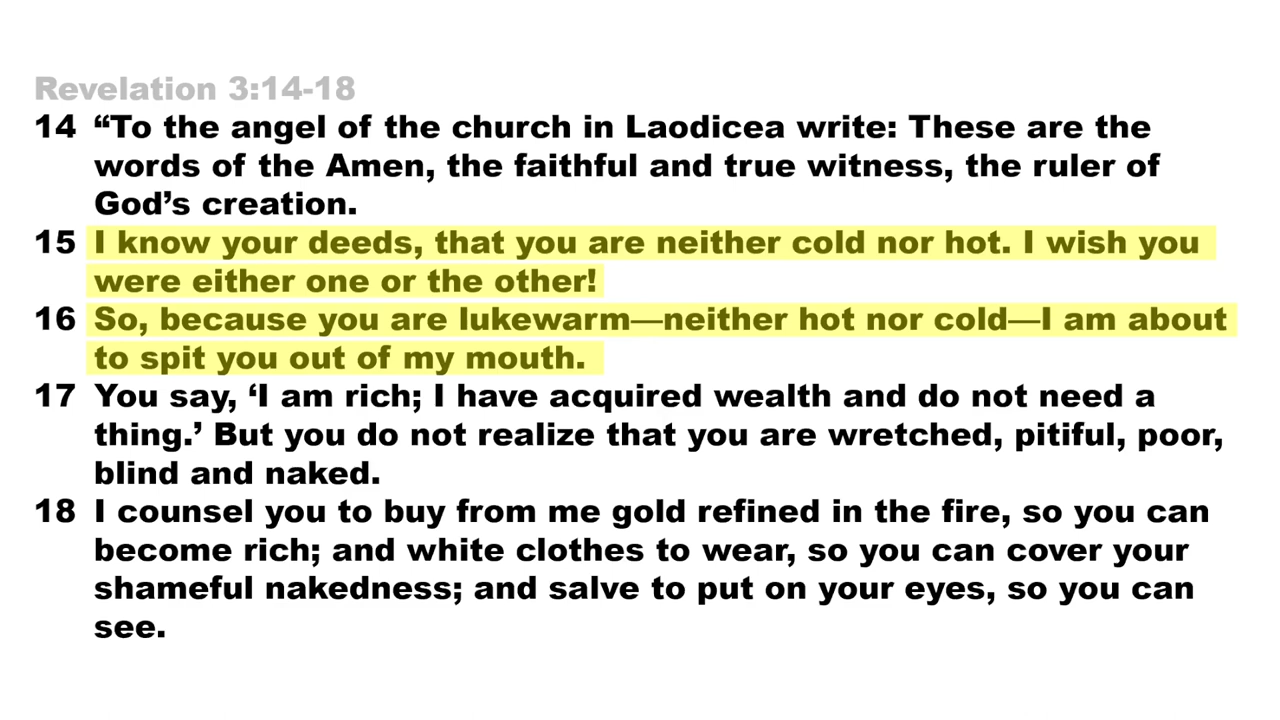 Revelation 3:14-18
14 “To the angel of the church in Laodicea write: These are the
words of the Amen, the faithful and true witness, the ruler of
God’s creation.
15 I know your deeds, that you are neither cold nor hot. I wish you
were either one or the other!
16 So, because you are lukewarm—neither hot nor cold—I am about
to spit you out of my mouth.
17 You say, ‘I am rich; I have acquired wealth and do not need a
thing.’ But you do not realize that you are wretched, pitiful, poor,
blind and naked.
18 I counsel you to buy from me gold refined in the fire, so you can
become rich; and white clothes to wear, so you can cover your
shameful nakedness; and salve to put on your eyes, so you can
see.